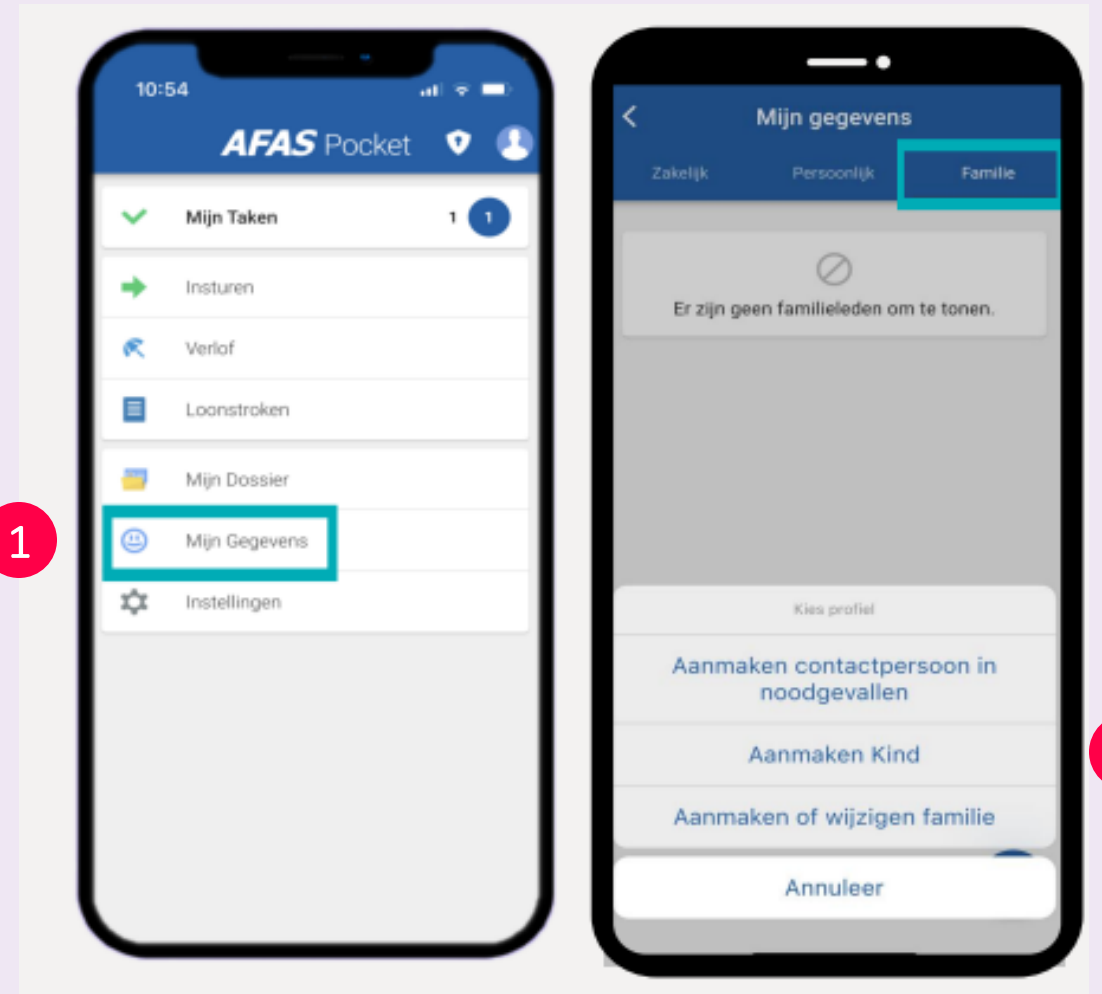 10:54
AFAS Pocket
Mijn Taken 1 1
Insturen
Verlof
Loonstroken
Mijn Dossier
1
Mijn Gegevens
Instellingen
Mijn gegevens
Zakelijk Persoonlijk Familie
Er zijn geen familieleden om te tonen.
Kies profiel
Aanmaken contactpersoon in
noodgevallen
Aanmaken Kind
Aanmaken of wijzigen familie
Annuleer